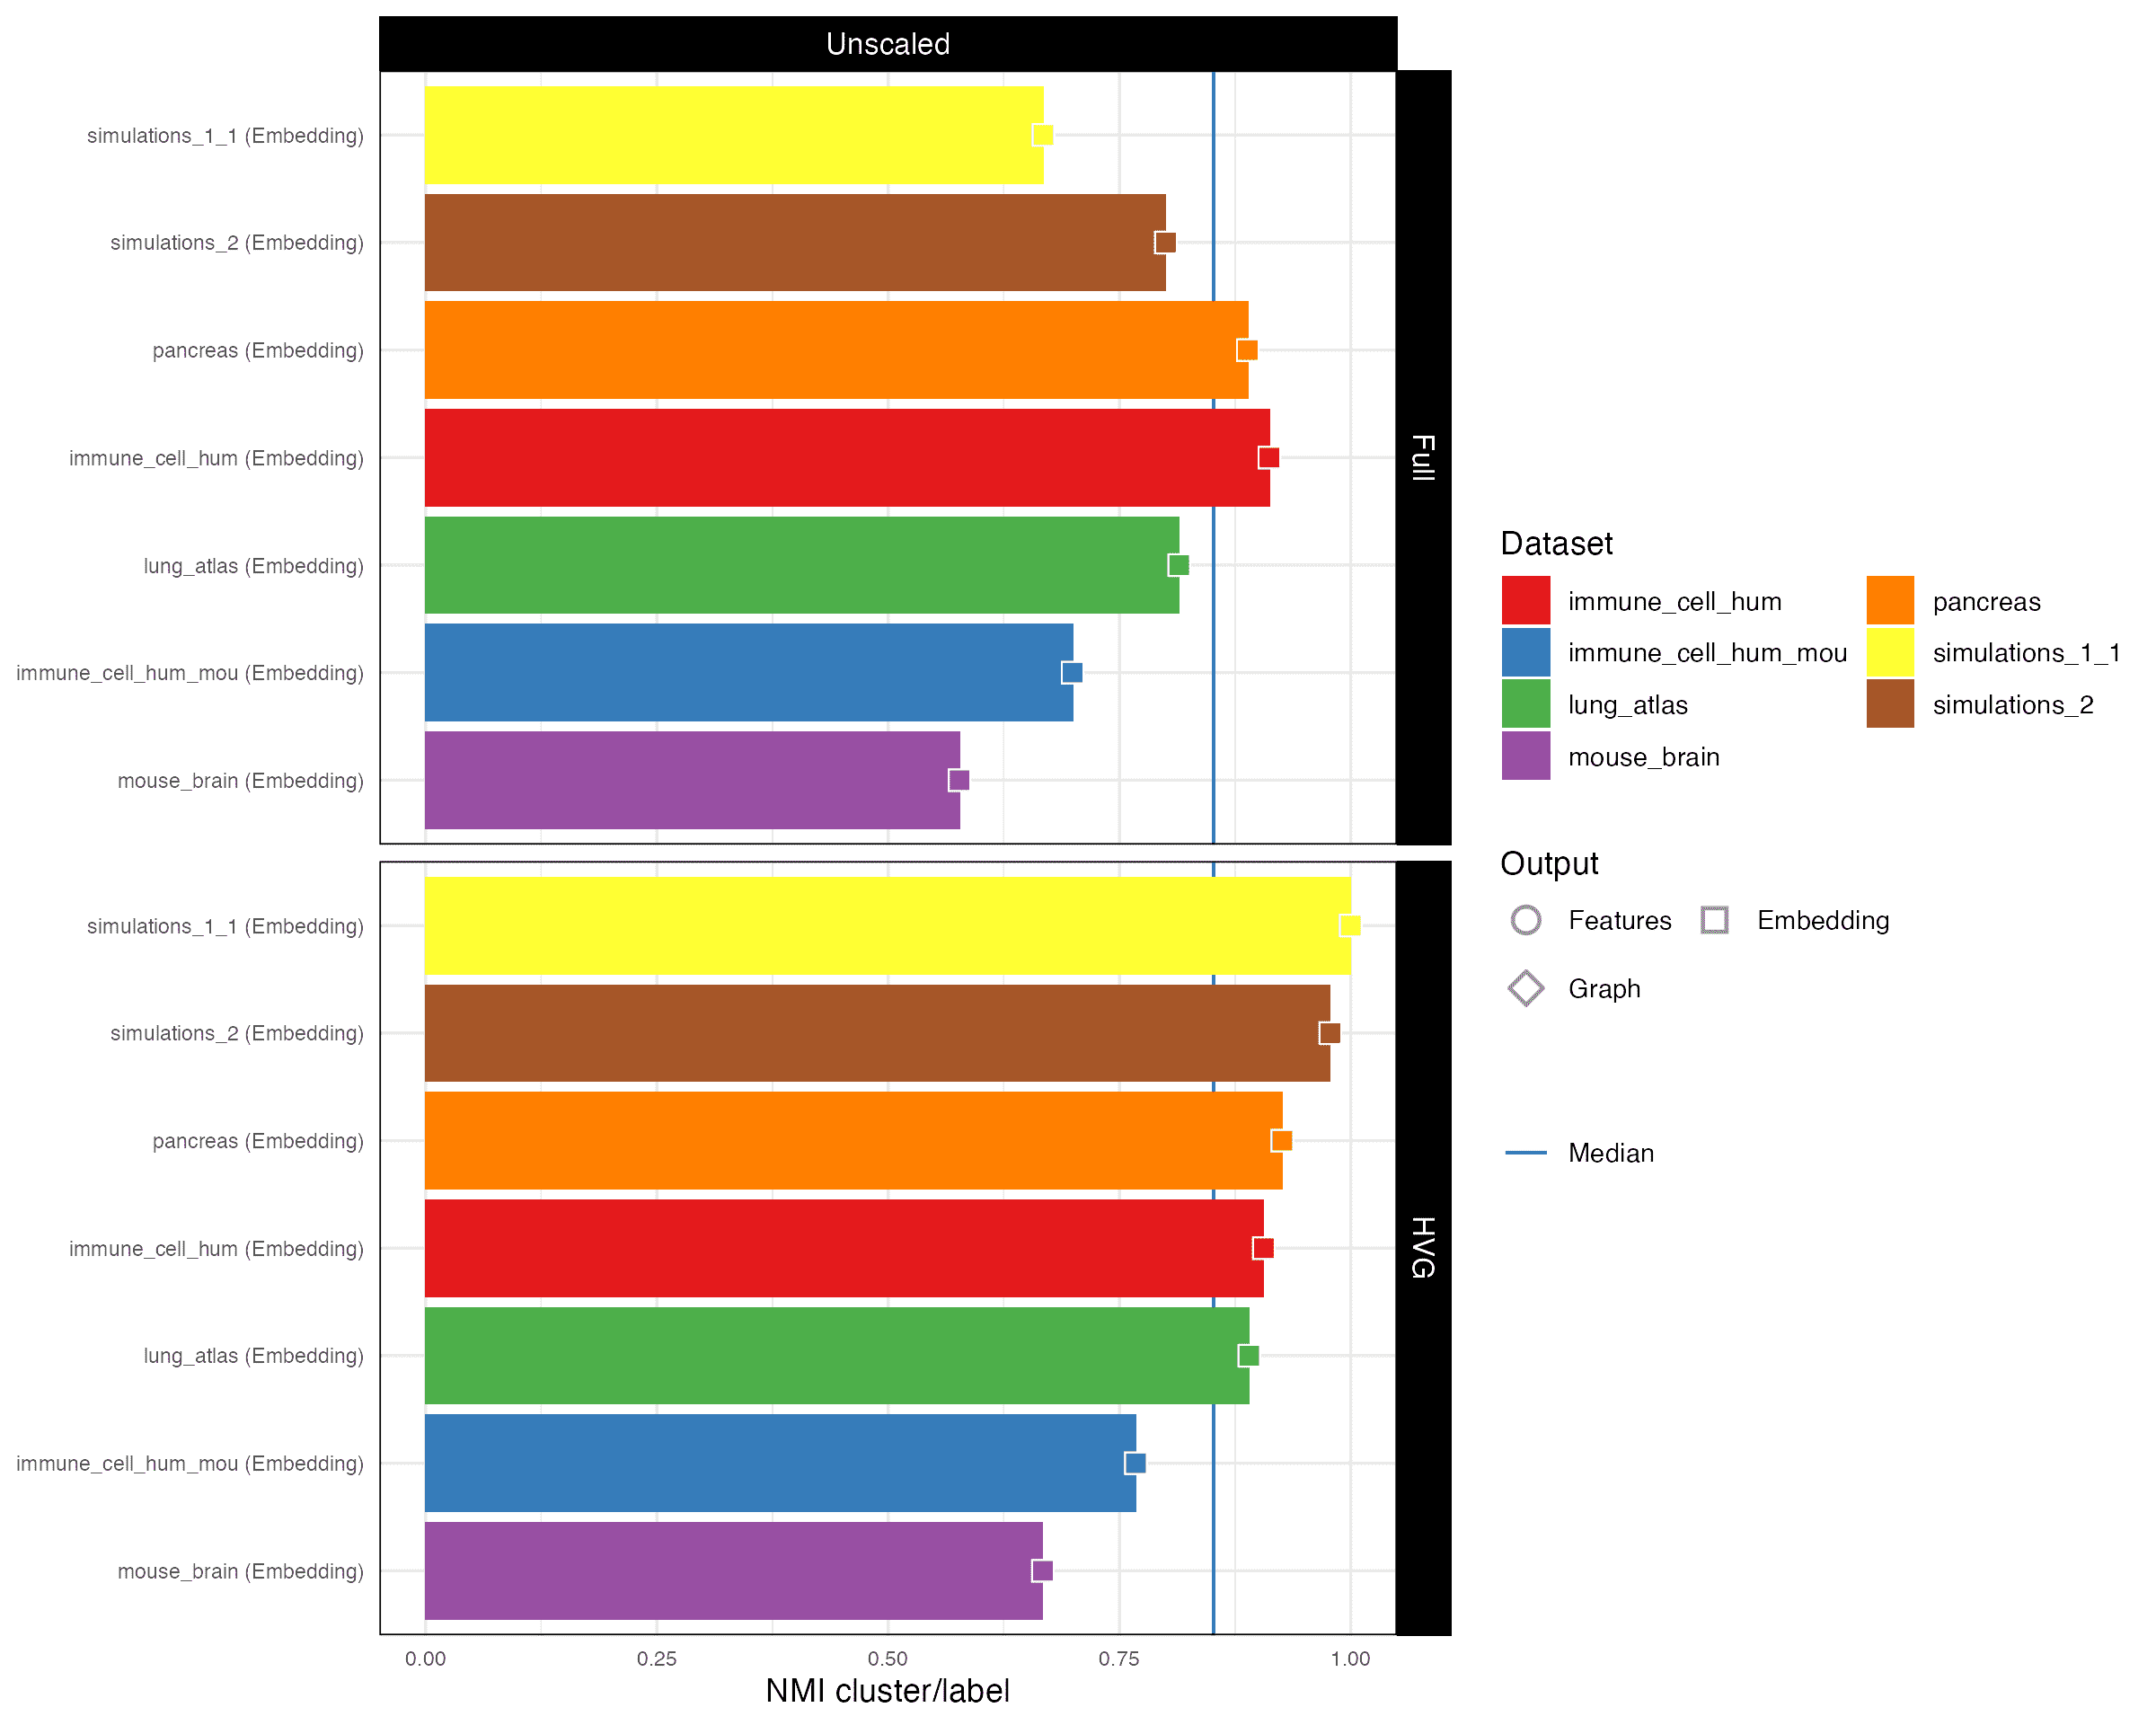 Unscaled
simulations_1_1 (Embedding)
simulations_2 (Embedding)
pancreas (Embedding)
immune_cell_hum (Embedding)
lung_atlas (Embedding)
immune_cell_hum_mou (Embedding)
mouse_brain (Embedding)
Full
simulations_1_1 (Embedding)
simulations_2 (Embedding)
pancreas (Embedding)
immune_cell_hum (Embedding)
lung_atlas (Embedding)
immune_cell_hum_mou (Embedding)
mouse_brain (Embedding)
HVG
0.00 0.25 0.50 0.75 1.00
NMI cluster/label
Dataset
immune_cell_hum pancreas
immune_cell_hum_mou simulations_1_1
lung_atlas simulations_2
mouse_brain
Output
Features Embedding
Graph
Median